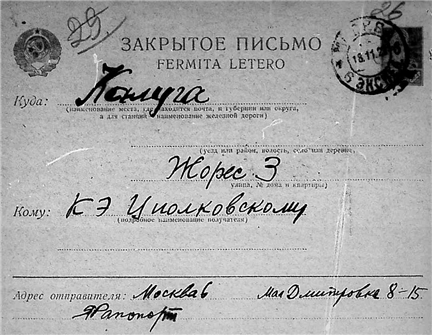 29.
ЗАКРЫТОЕ ПИСЬМО
FERMITA LETERO
Куда: Калуга
(наименование места, где находится почта, и губернии или округа,
а для станций наименование железной дороги)
(уезд или район, волость, село или деревня,
Жорес 3
улица, № дома и квартиры)
Кому: КЭ Циолковскому
(подробное наименование получателя)
Адрес отправителя: Москва 6 Мал Дмитровка 8-15
Рапопорт